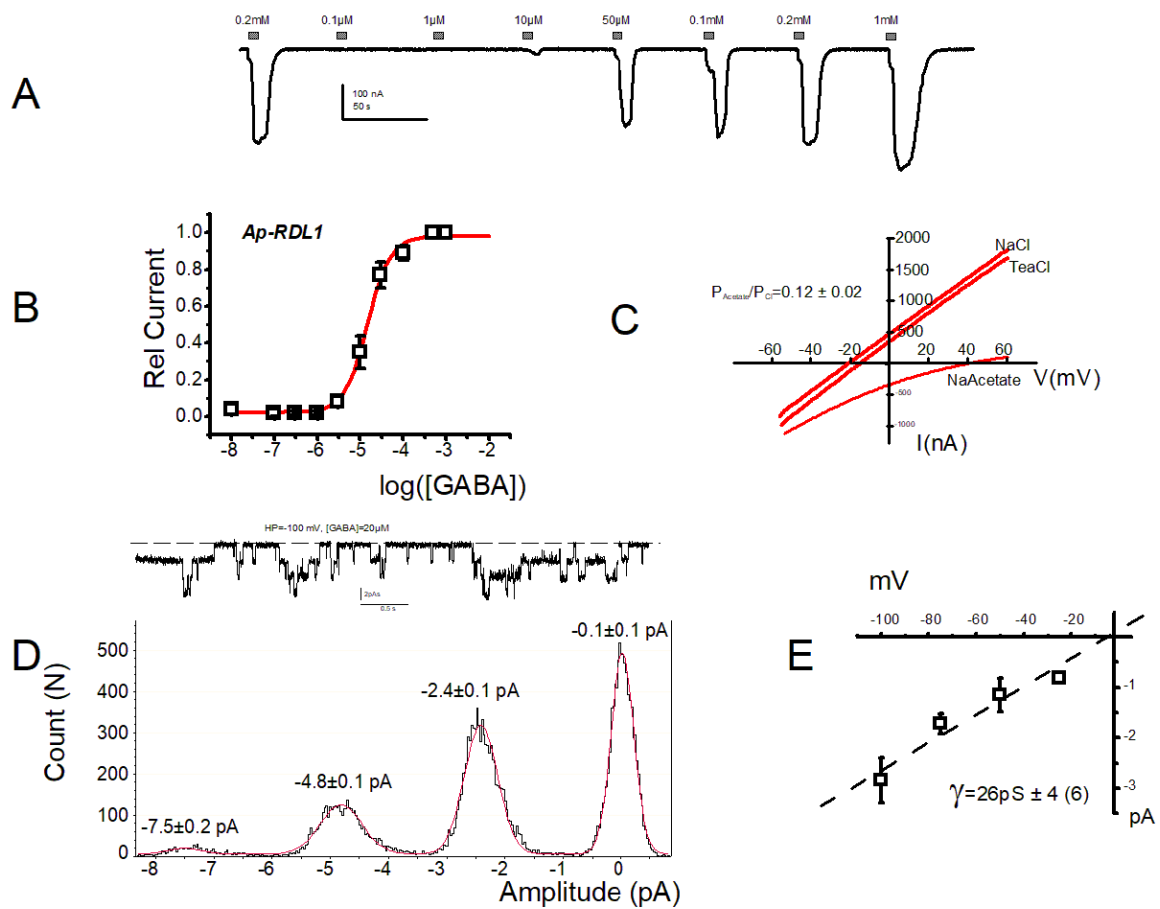 0.2mM 0.1µM 1µM 10µM 50µM 0.1mM 0.2mM 1mM
A
100 nA
50 s
B
Ap-RDL1
Rel Current
1.0
0.8
0.6
0.4
0.2
0.0
-8 -7 -6 -5 -4 -3 -2
log([GABA])
C
P Acetate/P Cl=0.12 ± 0.02
2000
1500
1000
500
-500
-1000
NaCl
TeaCl
NaAcetate
-60 -40 -20 0 20 40 60
V(mV)
I(nA)
HP=-100 mV, [GABA]=20µM
2pAs
0.5 s
D
Count (N)
500
400
300
200
100
0
-7.5±0.2 pA
-4.8±0.1 pA
-2.4±0.1 pA
-0.1±0.1 pA
-8 -7 -6 -5 -4 -3 -2 -1 0
Amplitude (pA)
E
mV
-100 -80 -60 -40 -20
-1
-2
-3
pA
γ=26pS ± 4 (6)